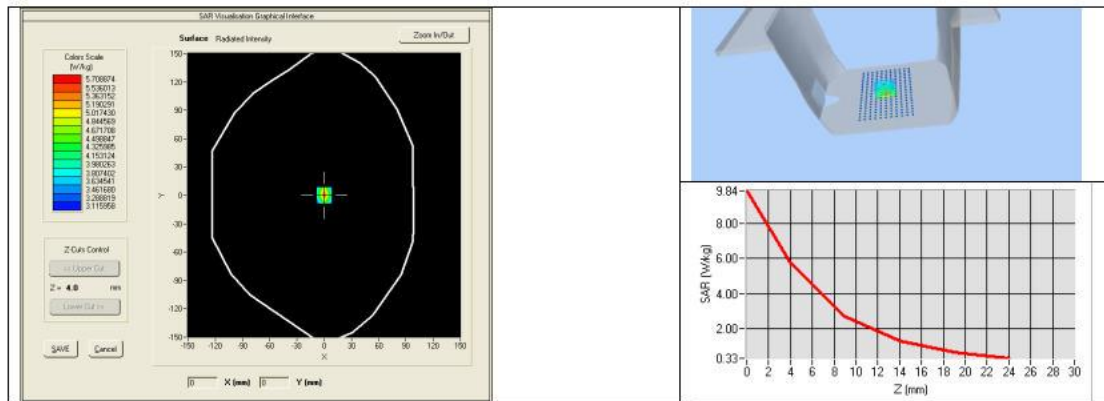 SAR Visualisation Graphical Interface
Surface Radiated Intensity
Zoom In/Out
Colors Scale
(W/kg)
5.708874
5.536013
5.363152
5.190291
5.017430
4.844569
4.671708
4.498847
4.325985
4.153124
3.980263
3.807402
3.634541
3.461680
3.288819
3.115958
Z-Cuts Control
<< Upper Cut
Z = 4.0 mm
Lower Cut >>
SAVE Cancel
150
120
90
60
30
0
-30
-60
-90
-120
-150
Y
-150 -120 -90 -60 -30 0 30 60 90 120 150
X
0 X (mm) 0 Y (mm)
9.84
8.00
6.00
4.00
2.00
0.33
SAR (W/kg)
0 2 4 6 8 10 12 14 16 18 20 22 24 26 28 30
Z (mm)